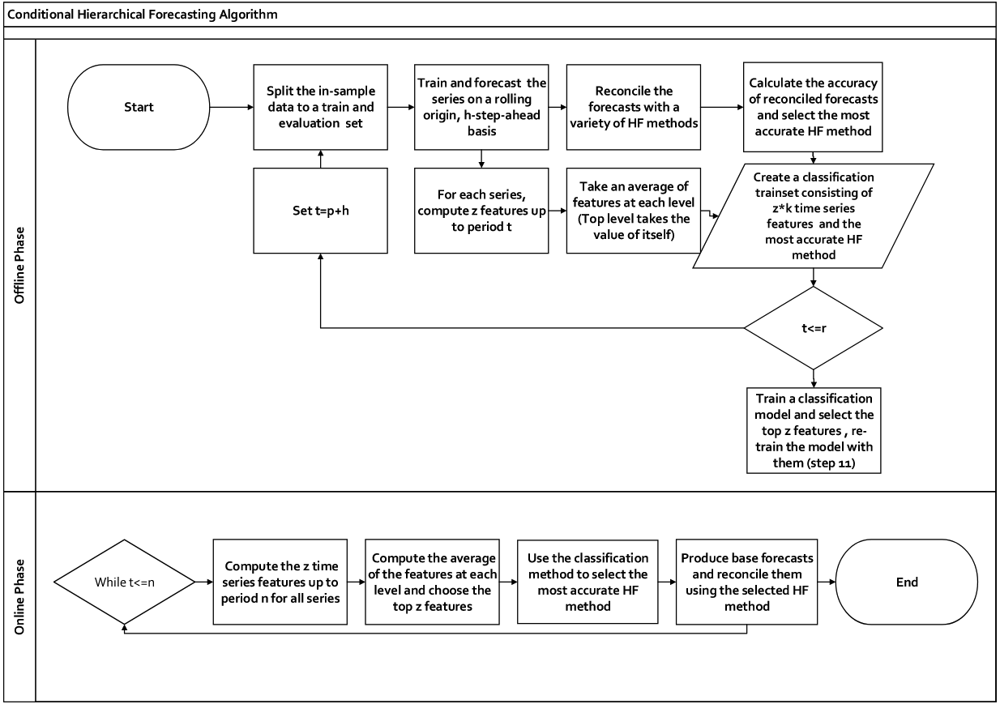 Conditional Hierarchical Forecasting Algorithm
Offline Phase
Start
Split the in-sample
data to a train and
evaluation set
Train and forecast the
series on a rolling
origin, h-step-ahead
basis
Reconcile the
forecasts with a
variety of HF methods
Calculate the accuracy
of reconciled forecasts
and select the most
accurate HF method
Set t=p+h
For each series,
compute z features up
to period t
Take an average of
features at each level
(Top level takes the
value of itself)
Create a classification
trainset consisting of
z*k time series
features and the
most accurate HF
method
t<=r
Train a classification
model and select the
top z features , re-
train the model with
them (step 11)
Online Phase
While t<=n
Compute the z time
series features up to
period n for all series
Compute the average
of the features at each
level and choose the
top z features
Use the classification
method to select the
most accurate HF
method
Produce base forecasts
and reconcile them
using the selected HF
method
End